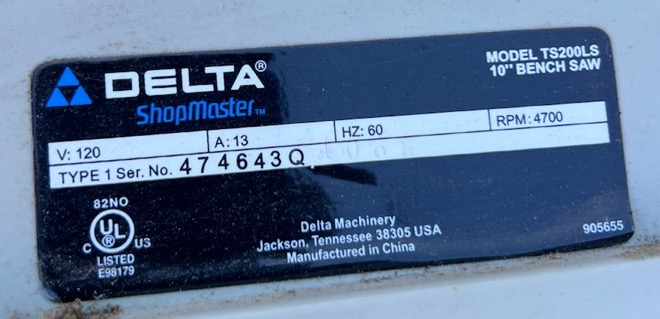 DELTA®
ShopMaster™
MODEL TS200LS
10" BENCH SAW
V: 120 A: 13 HZ: 60 RPM: 4700
TYPE 1 Ser. No. 474643Q
82NO
C UL® US
LISTED
E98179
Delta Machinery
Jackson, Tennessee 38305 USA
Manufactured in China
905655